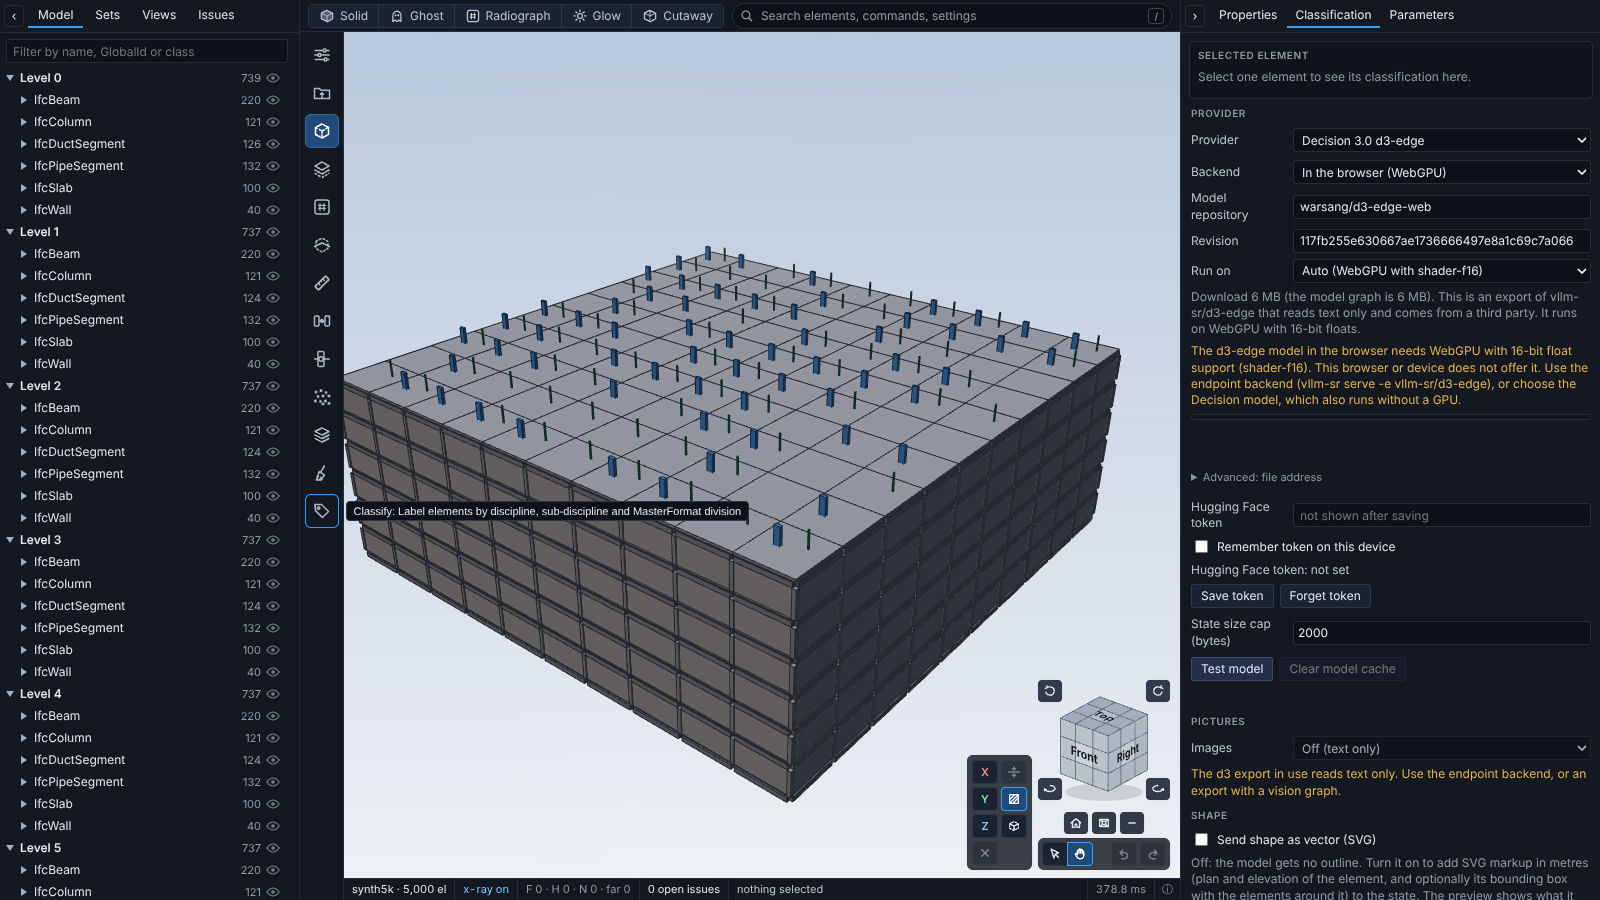 Model
Sets
Views
Issues
Filter by name, GlobalId or class
Level 0 739
IfcBeam 220
IfcColumn 121
IfcDuctSegment 126
IfcPipeSegment 132
IfcSlab 100
IfcWall 40
Level 1 737
IfcBeam 220
IfcColumn 121
IfcDuctSegment 124
IfcPipeSegment 132
IfcSlab 100
IfcWall 40
Level 2 737
IfcBeam 220
IfcColumn 121
IfcDuctSegment 124
IfcPipeSegment 132
IfcSlab 100
IfcWall 40
Level 3 737
IfcBeam 220
IfcColumn 121
IfcDuctSegment 124
IfcPipeSegment 132
IfcSlab 100
IfcWall 40
Level 4 737
IfcBeam 220
IfcColumn 121
IfcDuctSegment 124
IfcPipeSegment 132
IfcSlab 100
IfcWall 40
Level 5 737
IfcBeam 220
IfcColumn 121
Solid
Ghost
Radiograph
Glow
Cutaway
Search elements, commands, settings /
Classify: Label elements by discipline, sub-discipline and MasterFormat division
Top
Front
Right
X
Y
Z
synth5k · 5,000 el
x-ray on
F 0 · H 0 · N 0 · far 0
0 open issues
nothing selected
378.8 ms
Properties
Classification
Parameters
SELECTED ELEMENT
Select one element to see its classification here.
PROVIDER
Provider Decision 3.0 d3-edge
Backend In the browser (WebGPU)
Model
repository
warsang/d3-edge-web
Revision 117fb255e630667ae1736666497e8a1c69c7a066
Run on Auto (WebGPU with shader-f16)
Download 6 MB (the model graph is 6 MB). This is an export of vllm-
sr/d3-edge that reads text only and comes from a third party. It runs
on WebGPU with 16-bit floats.
The d3-edge model in the browser needs WebGPU with 16-bit float
support (shader-f16). This browser or device does not offer it. Use the
endpoint backend (vllm-sr serve -e vllm-sr/d3-edge), or choose the
Decision model, which also runs without a GPU.
Advanced: file address
Hugging Face
token
not shown after saving
Remember token on this device
Hugging Face token: not set
Save token
Forget token
State size cap
(bytes)
2000
Test model
Clear model cache
PICTURES
Images Off (text only)
The d3 export in use reads text only. Use the endpoint backend, or an
export with a vision graph.
SHAPE
Send shape as vector (SVG)
Off: the model gets no outline. Turn it on to add SVG markup in metres
(plan and elevation of the element, and optionally its bounding box
with the elements around it) to the state. The preview shows what it